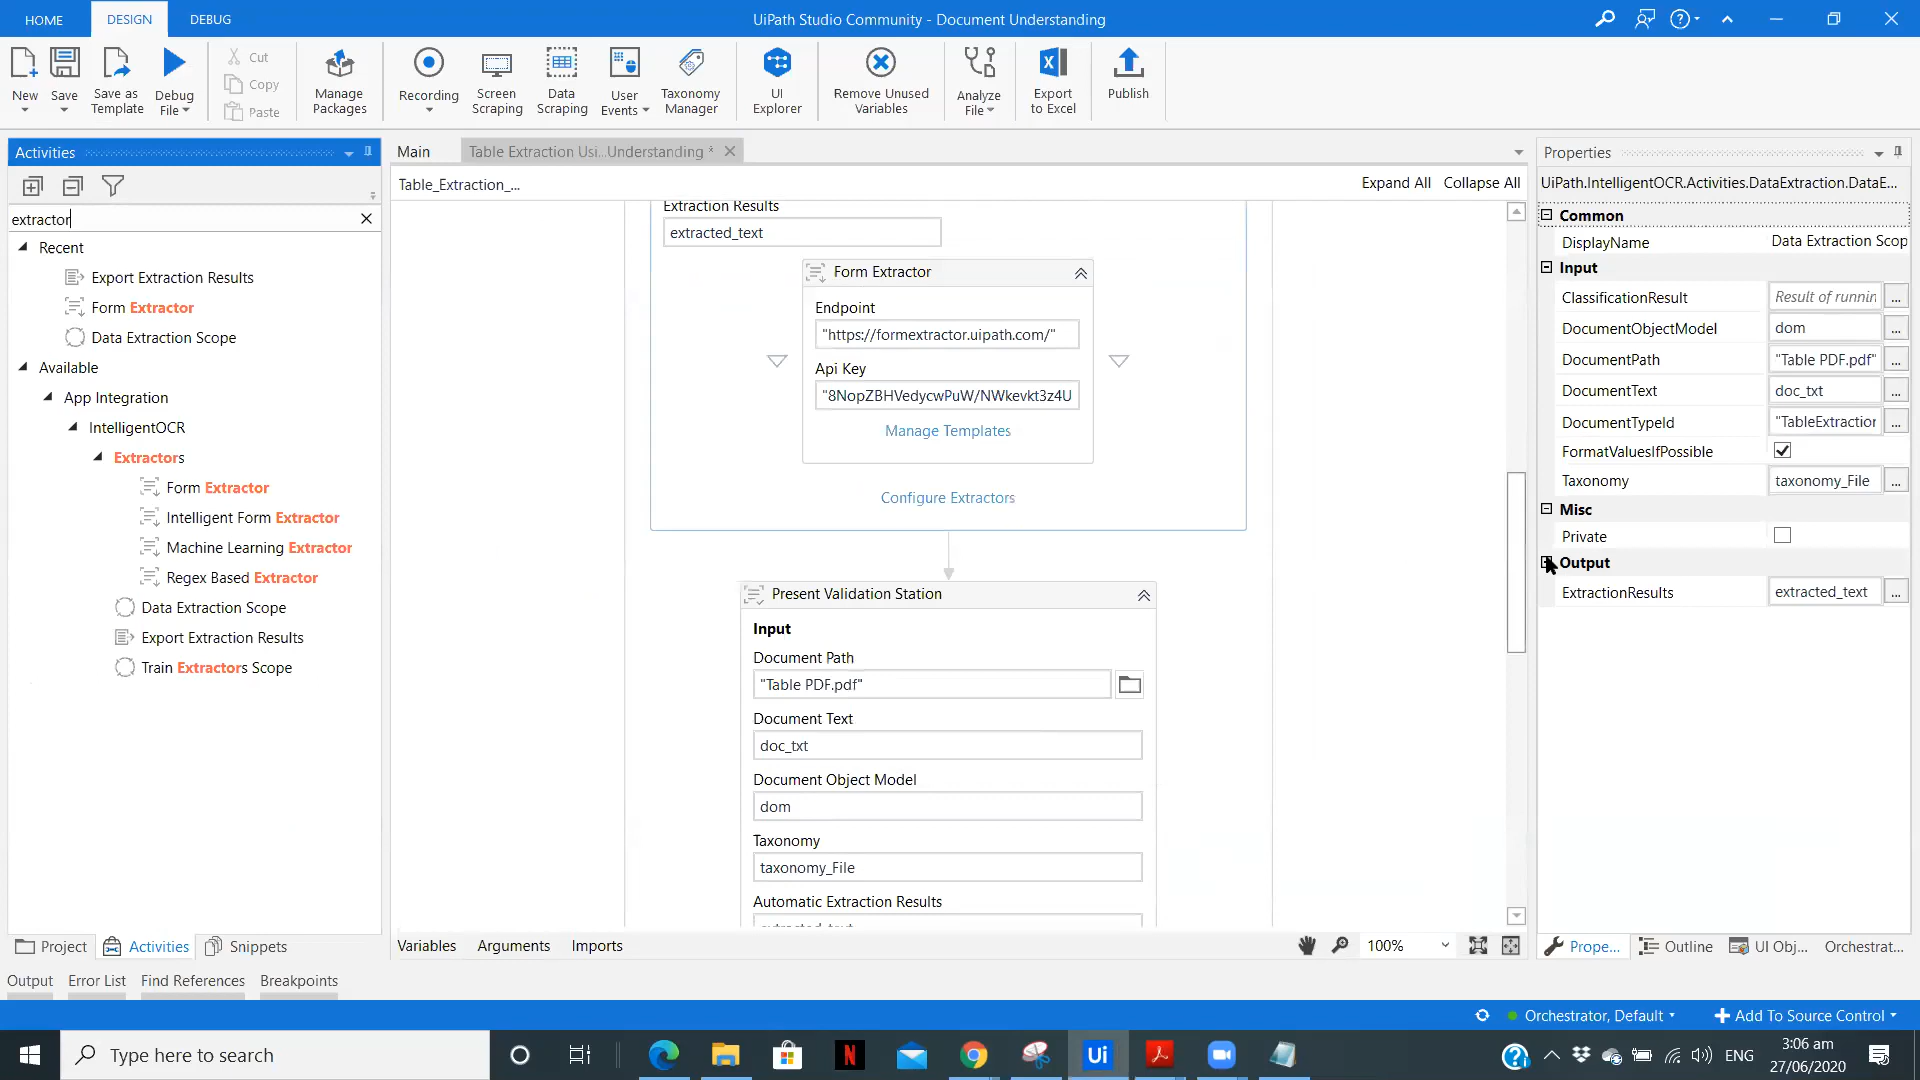 HOME
DESIGN
DEBUG
UiPath Studio Community - Document Understanding
New
Save
Save as Template
Debug File
Cut
Copy
Paste
Manage Packages
Recording
Screen Scraping
Data Scraping
User Events
Taxonomy Manager
UI Explorer
Remove Unused Variables
Analyze File
Export to Excel
Publish
Activities
extractor
Recent
Export Extraction Results
Form Extractor
Data Extraction Scope
Available
App Integration
IntelligentOCR
Extractors
Form Extractor
Intelligent Form Extractor
Machine Learning Extractor
Regex Based Extractor
Data Extraction Scope
Export Extraction Results
Train Extractors Scope
Project
Activities
Snippets
Main
Table Extraction Usi...Understanding *
Table_Extraction_...
Expand All
Collapse All
Extraction Results
extracted_text
Form Extractor
Endpoint
"https://formextractor.uipath.com/"
Api Key
"8NopZBHVedycwPuW/NWkevkt3z4U
Manage Templates
Configure Extractors
Present Validation Station
Input
Document Path
"Table PDF.pdf"
Document Text
doc_txt
Document Object Model
dom
Taxonomy
taxonomy_File
Automatic Extraction Results
Variables
Arguments
Imports
100%
Properties
UiPath.IntelligentOCR.Activities.DataExtraction.DataE...
Common
DisplayName
Data Extraction Scop
Input
ClassificationResult
Result of runnin
...
DocumentObjectModel
dom
...
DocumentPath
"Table PDF.pdf"
...
DocumentText
doc_txt
...
DocumentTypeId
"TableExtraction
...
FormatValuesIfPossible
Taxonomy
taxonomy_File
...
Misc
Private
Output
ExtractionResults
extracted_text
...
Prope...
Outline
UI Obj...
Orchestrat...
Output
Error List
Find References
Breakpoints
Orchestrator, Default
Add To Source Control
Type here to search
N
Ui
ENG
3:06 am
27/06/2020